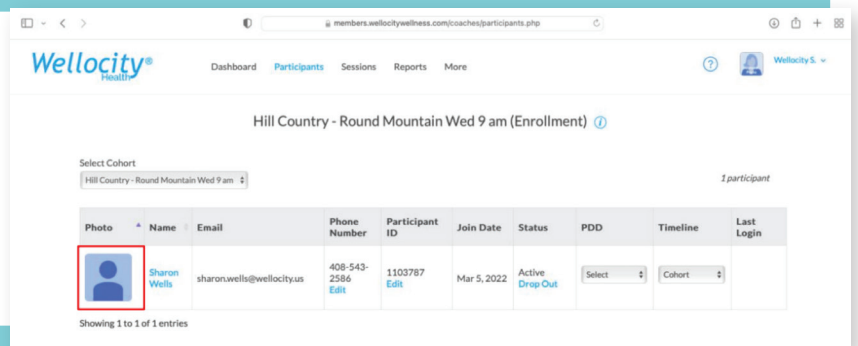 members.wellocitywellness.com/coaches/participants.php
Wellocity®
Health
Dashboard Participants Sessions Reports More
?
Wellocity S.
Hill Country - Round Mountain Wed 9 am (Enrollment) i
Select Cohort
Hill Country - Round Mountain Wed 9 am
1 participant
Photo Name Email Phone Number Participant ID Join Date Status PDD Timeline Last Login
Sharon Wells sharon.wells@wellocity.us 408-543-2586 Edit 1103787 Edit Mar 5, 2022 Active Drop Out Select Cohort
Showing 1 to 1 of 1 entries